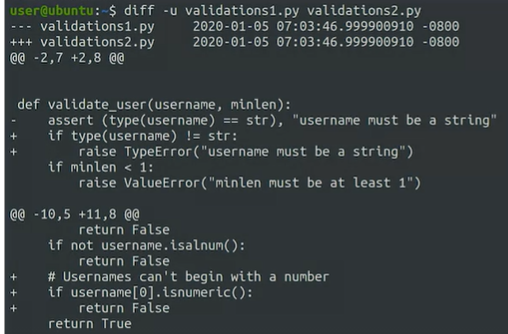 user@ubuntu:~$ diff -u validations1.py validations2.py
--- validations1.py     2020-01-05 07:03:46.999900910 -0800
+++ validations2.py     2020-01-05 07:03:46.999900910 -0800
@@ -2,7 +2,8 @@
 def validate_user(username, minlen):
-    assert (type(username) == str), "username must be a string"
+    if type(username) != str:
+        raise TypeError("username must be a string")
     if minlen < 1:
         raise ValueError("minlen must be at least 1")
@@ -10,5 +11,8 @@
         return False
     if not username.isalnum():
         return False
+    # Usernames can't begin with a number
+    if username[0].isnumeric():
+        return False
     return True